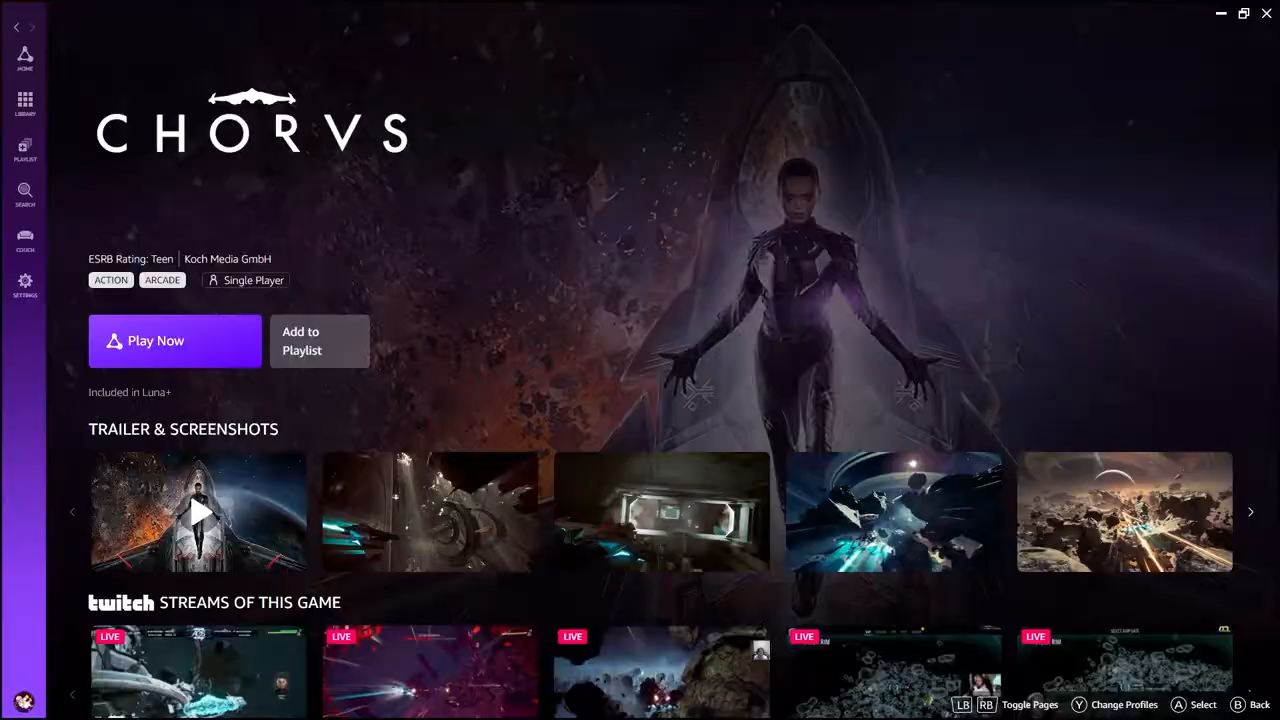 HOME
LIBRARY
PLAYLIST
SEARCH
COUCH
SETTINGS
CHORVS
ESRB Rating: Teen
Koch Media GmbH
ACTION
ARCADE
Single Player
Play Now
Add to
Playlist
Included in Luna+
TRAILER & SCREENSHOTS
twitch STREAMS OF THIS GAME
LIVE
LIVE
LIVE
LIVE
LIVE
LB RB Toggle Pages
Y Change Profiles
A Select
B Back